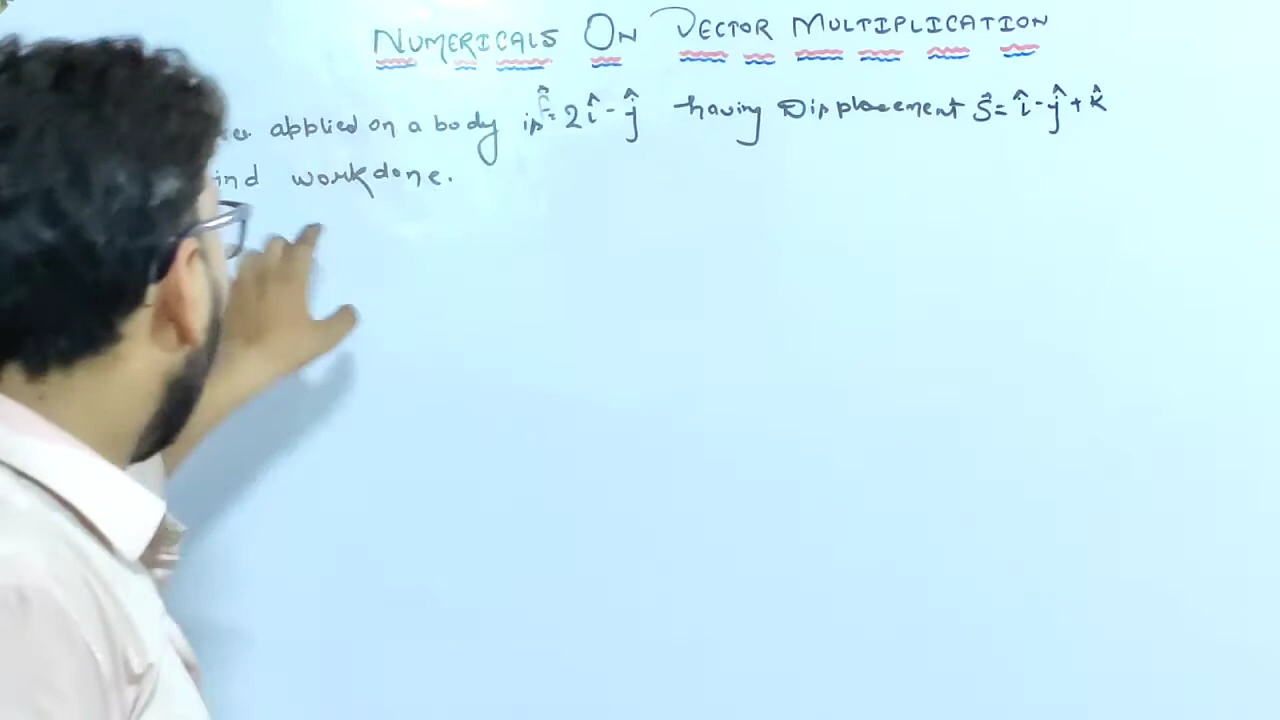 NUMERICALS ON VECTOR MULTIPLICATION
applied on a body is = 2î - ĵ having Displacement S⃗ = î - ĵ + k̂
ind workdone.